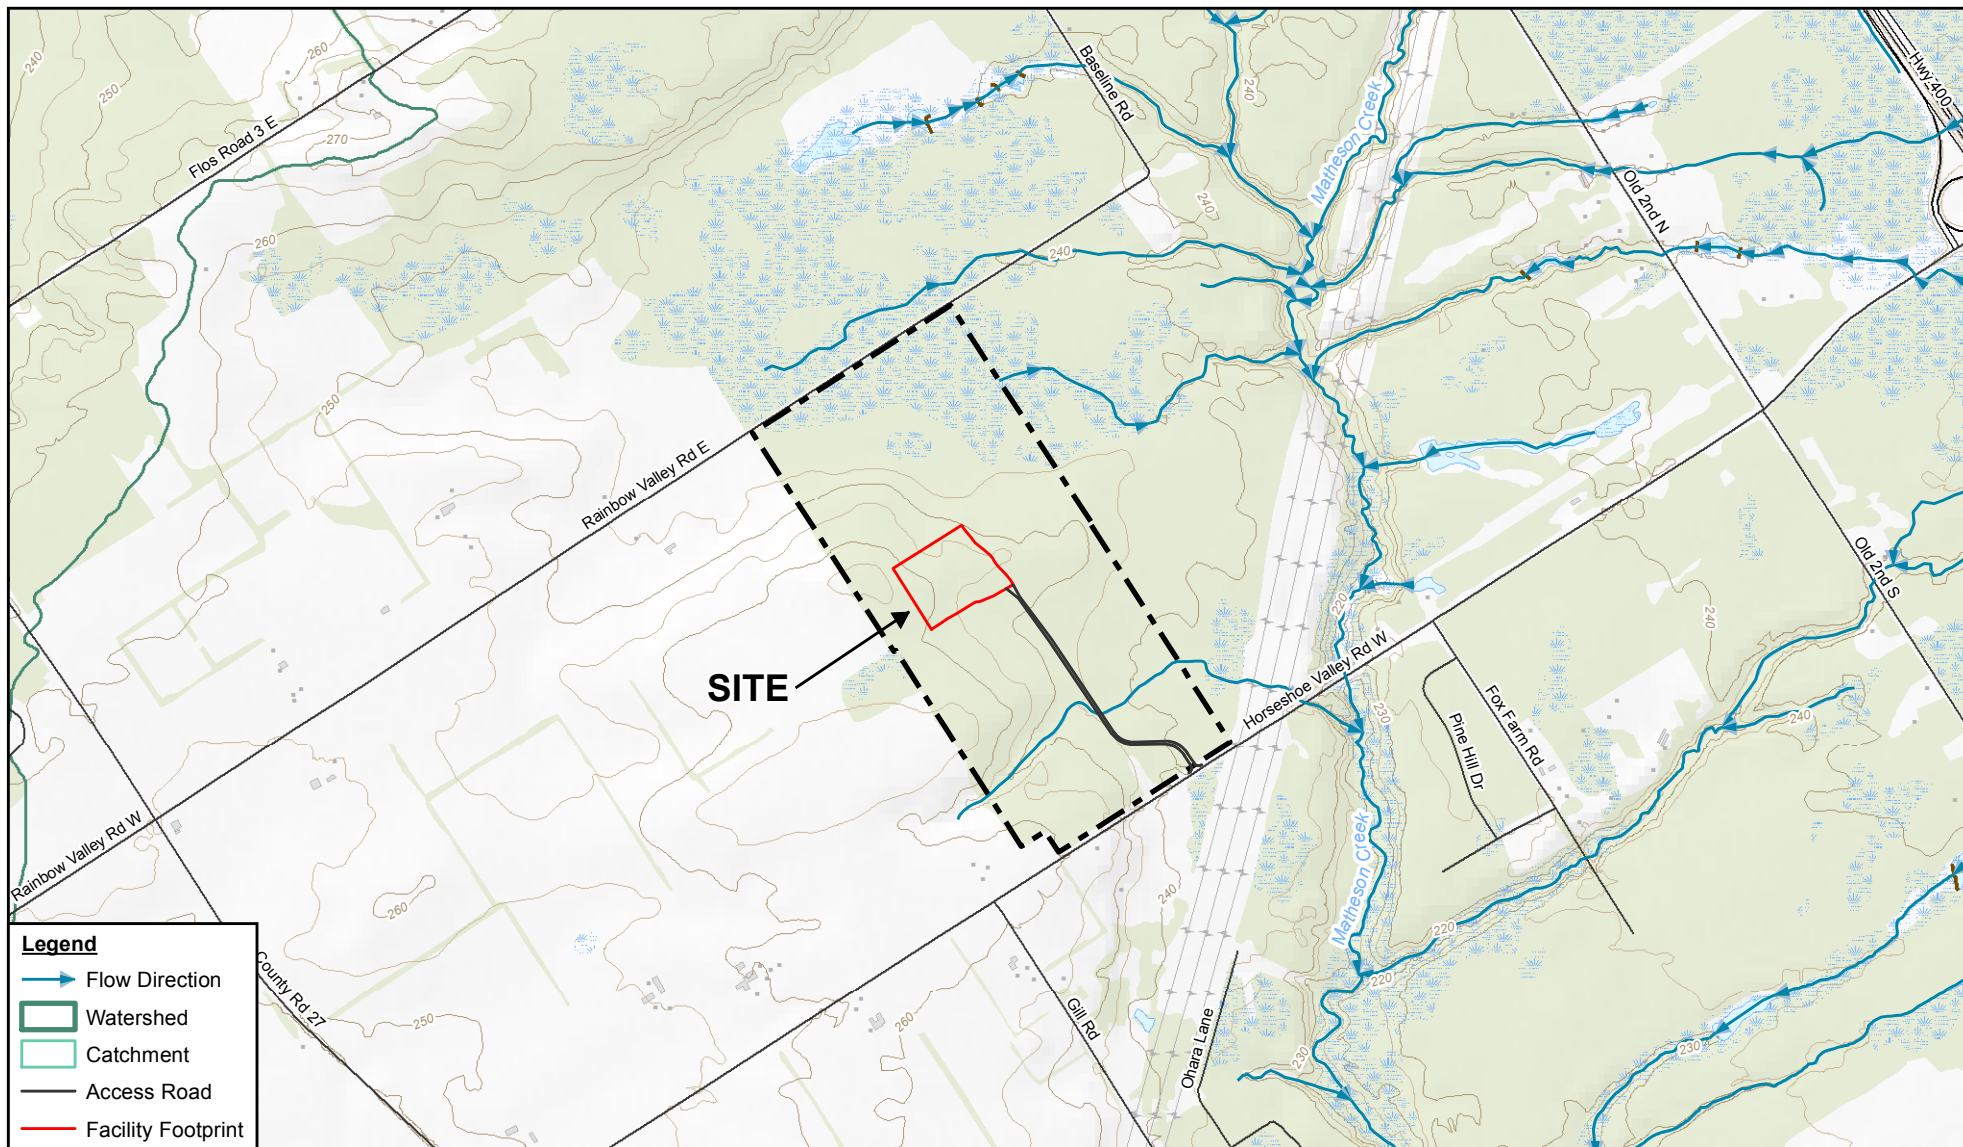 260
240
250
Flos Road 3 E
270
260
250
Baseline Rd
240
Matheson Creek
240
240
Hwy 400
Old 2nd N
Rainbow Valley Rd E
SITE
220
Horseshoe Valley Rd W
230
Old 2nd S
240
240
Fox Farm Rd
Pine Hill Dr
Matheson Creek
220
220
230
230
240
260
260
250
Gill Rd
Ohara Lane
Rainbow Valley Rd W
County Rd 27
Legend
Flow Direction
Watershed
Catchment
Access Road
Facility Footprint